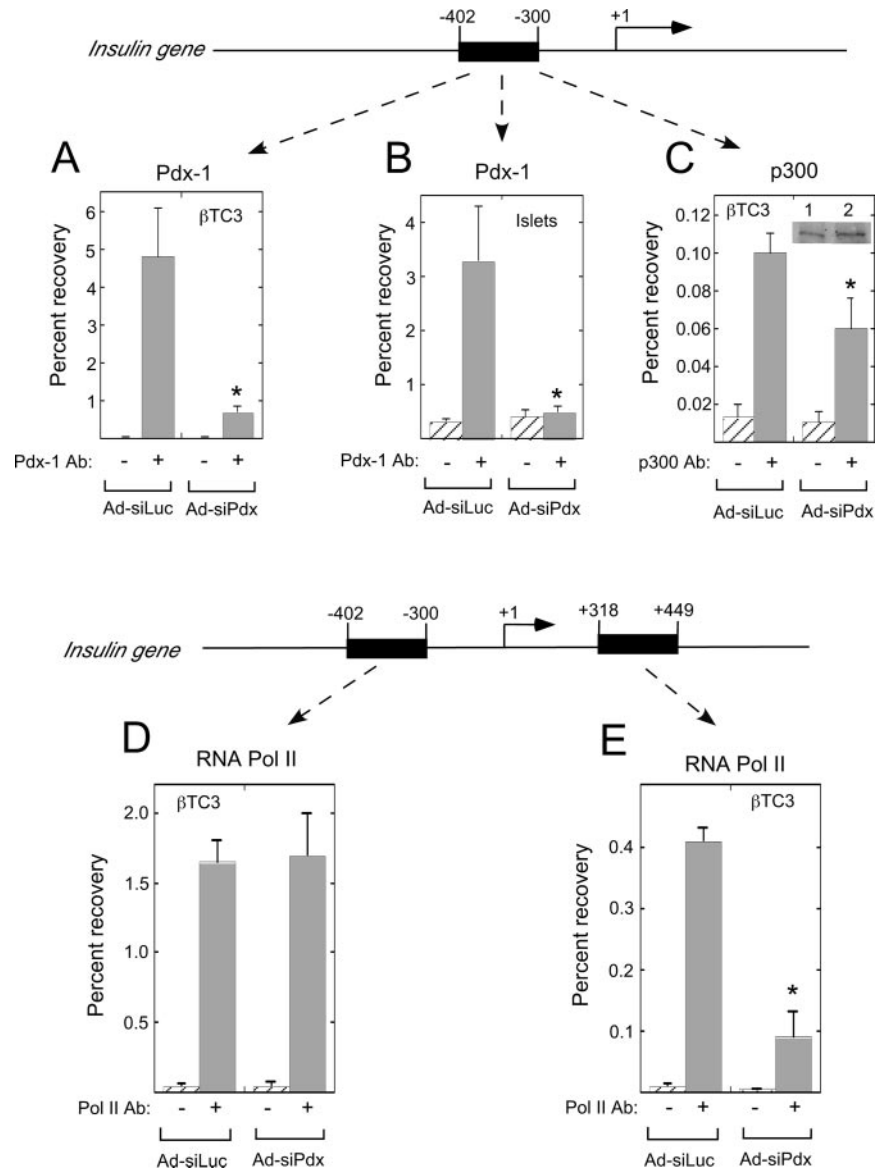 -402 -300 +1
Insulin gene
A B C
Pdx-1 Pdx-1 p300
Percent recovery
6
5
4
3
2
1
βTC3
Pdx-1 Ab: - + - +
Ad-siLuc Ad-siPdx
*
Percent recovery
4
3
2
1
Islets
*
Pdx-1 Ab: - + - +
Ad-siLuc Ad-siPdx
Percent recovery
0.12
0.10
0.08
0.06
0.04
0.02
βTC3 1 2
*
p300 Ab: - + - +
Ad-siLuc Ad-siPdx
-402 -300 +1 +318 +449
Insulin gene
D
RNA Pol II
βTC3
Percent recovery
2.0
1.5
1.0
0.5
Pol II Ab: - + - +
Ad-siLuc Ad-siPdx
E
RNA Pol II
βTC3
Percent recovery
0.4
0.3
0.2
0.1
*
Pol II Ab: - + - +
Ad-siLuc Ad-siPdx